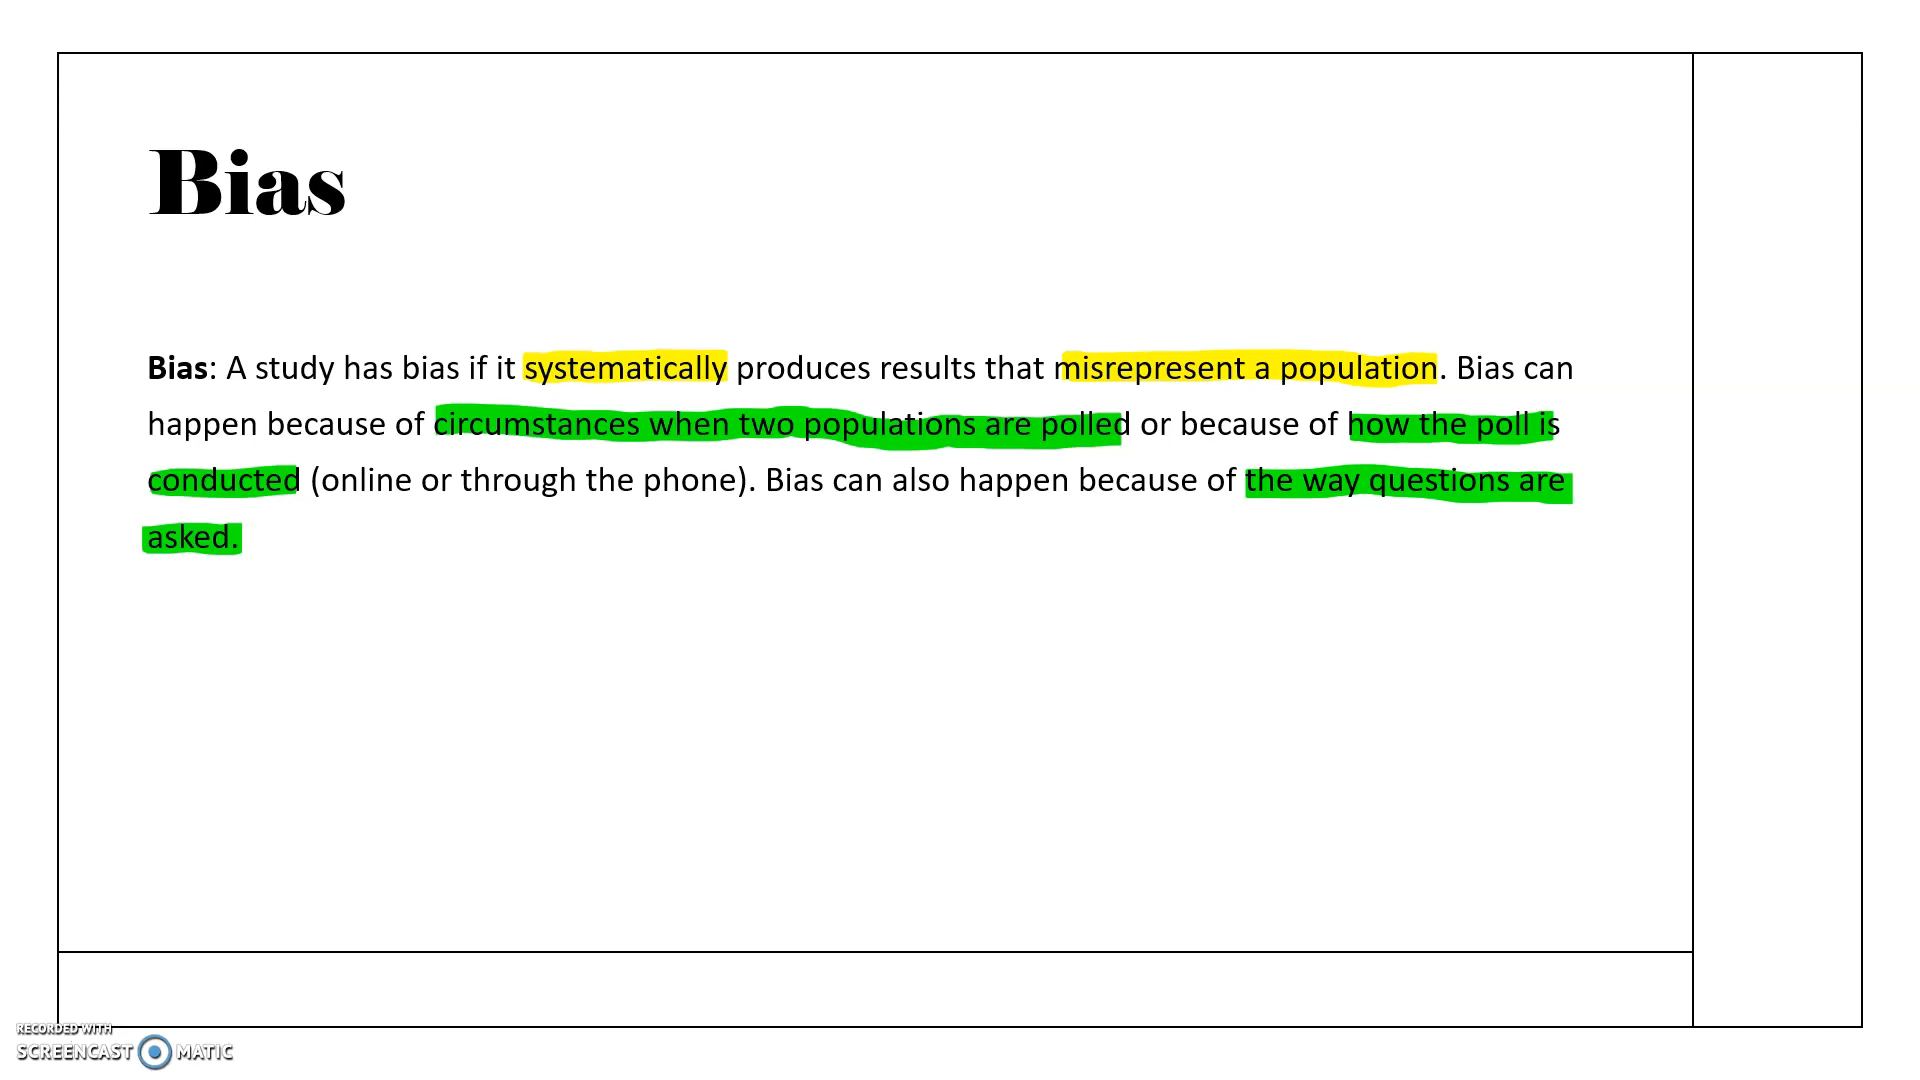 Bias
Bias: A study has bias if it systematically produces results that misrepresent a population. Bias can
happen because of circumstances when two populations are polled or because of how the poll is
conducted (online or through the phone). Bias can also happen because of the way questions are
asked.
RECORDED WITH
SCREENCAST MATIC